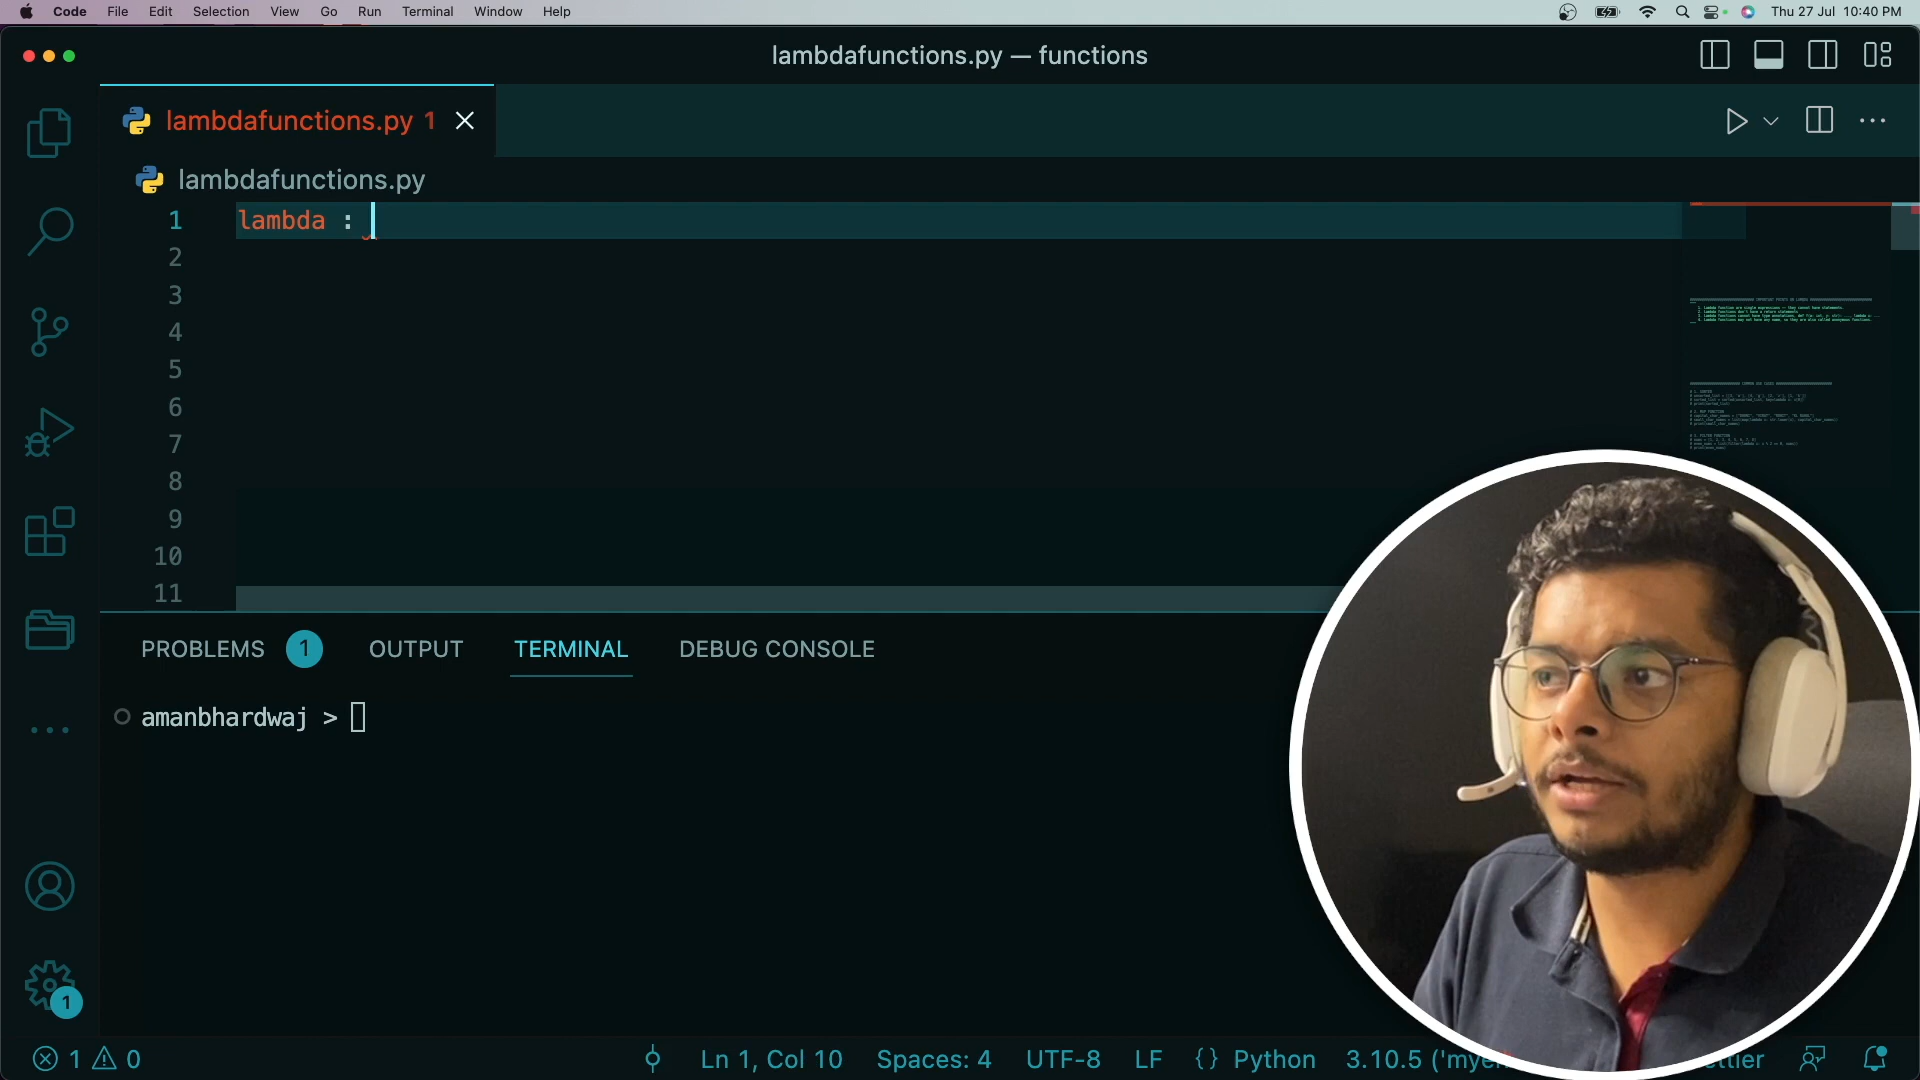 Code File Edit Selection View Go Run Terminal Window Help Thu 27 Jul 10:40 PM
lambdafunctions.py — functions
lambdafunctions.py 1
lambdafunctions.py
1 lambda :
2
3
4
5
6
7
8
9
10
11
PROBLEMS 1 OUTPUT TERMINAL DEBUG CONSOLE
amanbhardwaj >
1
1 0 Ln 1, Col 10 Spaces: 4 UTF-8 LF {} Python 3.10.5